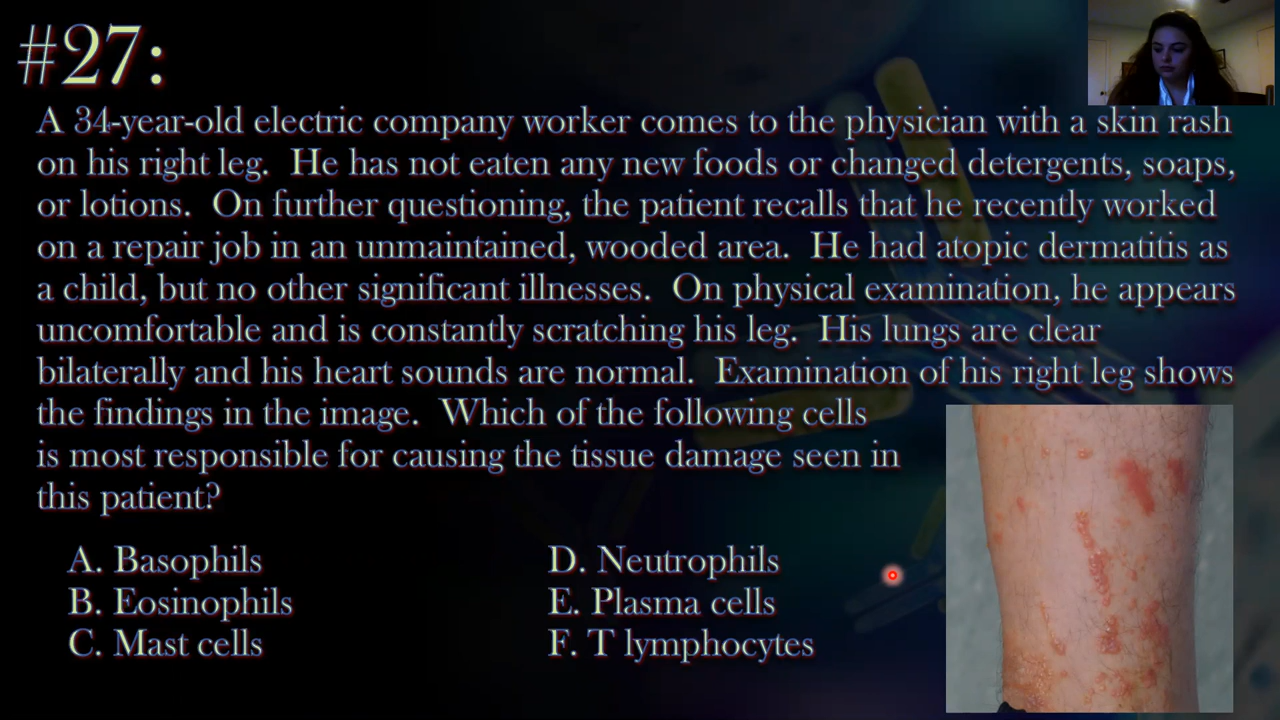 #27:
A 34-year-old electric company worker comes to the physician with a skin rash
on his right leg. He has not eaten any new foods or changed detergents, soaps,
or lotions. On further questioning, the patient recalls that he recently worked
on a repair job in an unmaintained, wooded area. He had atopic dermatitis as
a child, but no other significant illnesses. On physical examination, he appears
uncomfortable and is constantly scratching his leg. His lungs are clear
bilaterally and his heart sounds are normal. Examination of his right leg shows
the findings in the image. Which of the following cells
is most responsible for causing the tissue damage seen in
this patient?
A. Basophils
B. Eosinophils
C. Mast cells
D. Neutrophils
E. Plasma cells
F. T lymphocytes